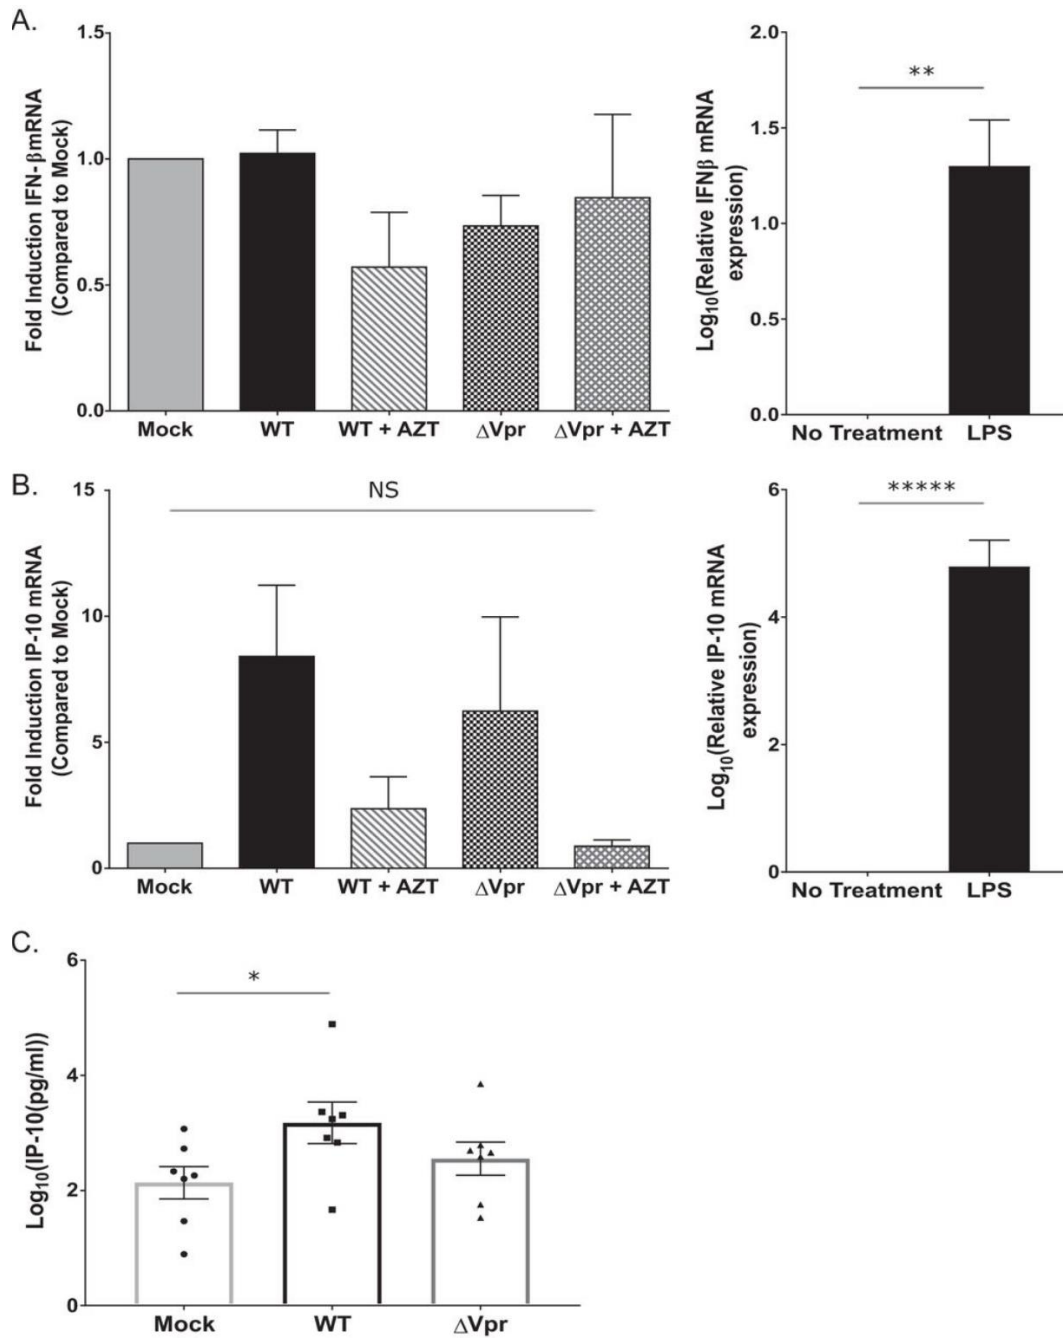 A.
Fold Induction IFN-βmRNA
(Compared to Mock)
1.5
1.0
0.5
0.0
Mock WT WT + AZT ΔVpr ΔVpr + AZT
Log10(Relative IFNβ mRNA
expression)
2.0
1.5
1.0
0.5
0.0
**
No Treatment LPS
B.
Fold Induction IP-10 mRNA
(Compared to Mock)
15
10
5
0
NS
Mock WT WT + AZT ΔVpr ΔVpr + AZT
Log10(Relative IP-10 mRNA
expression)
6
4
2
0
*****
No Treatment LPS
C.
Log10(IP-10(pg/ml))
6
4
2
0
*
Mock WT ΔVpr